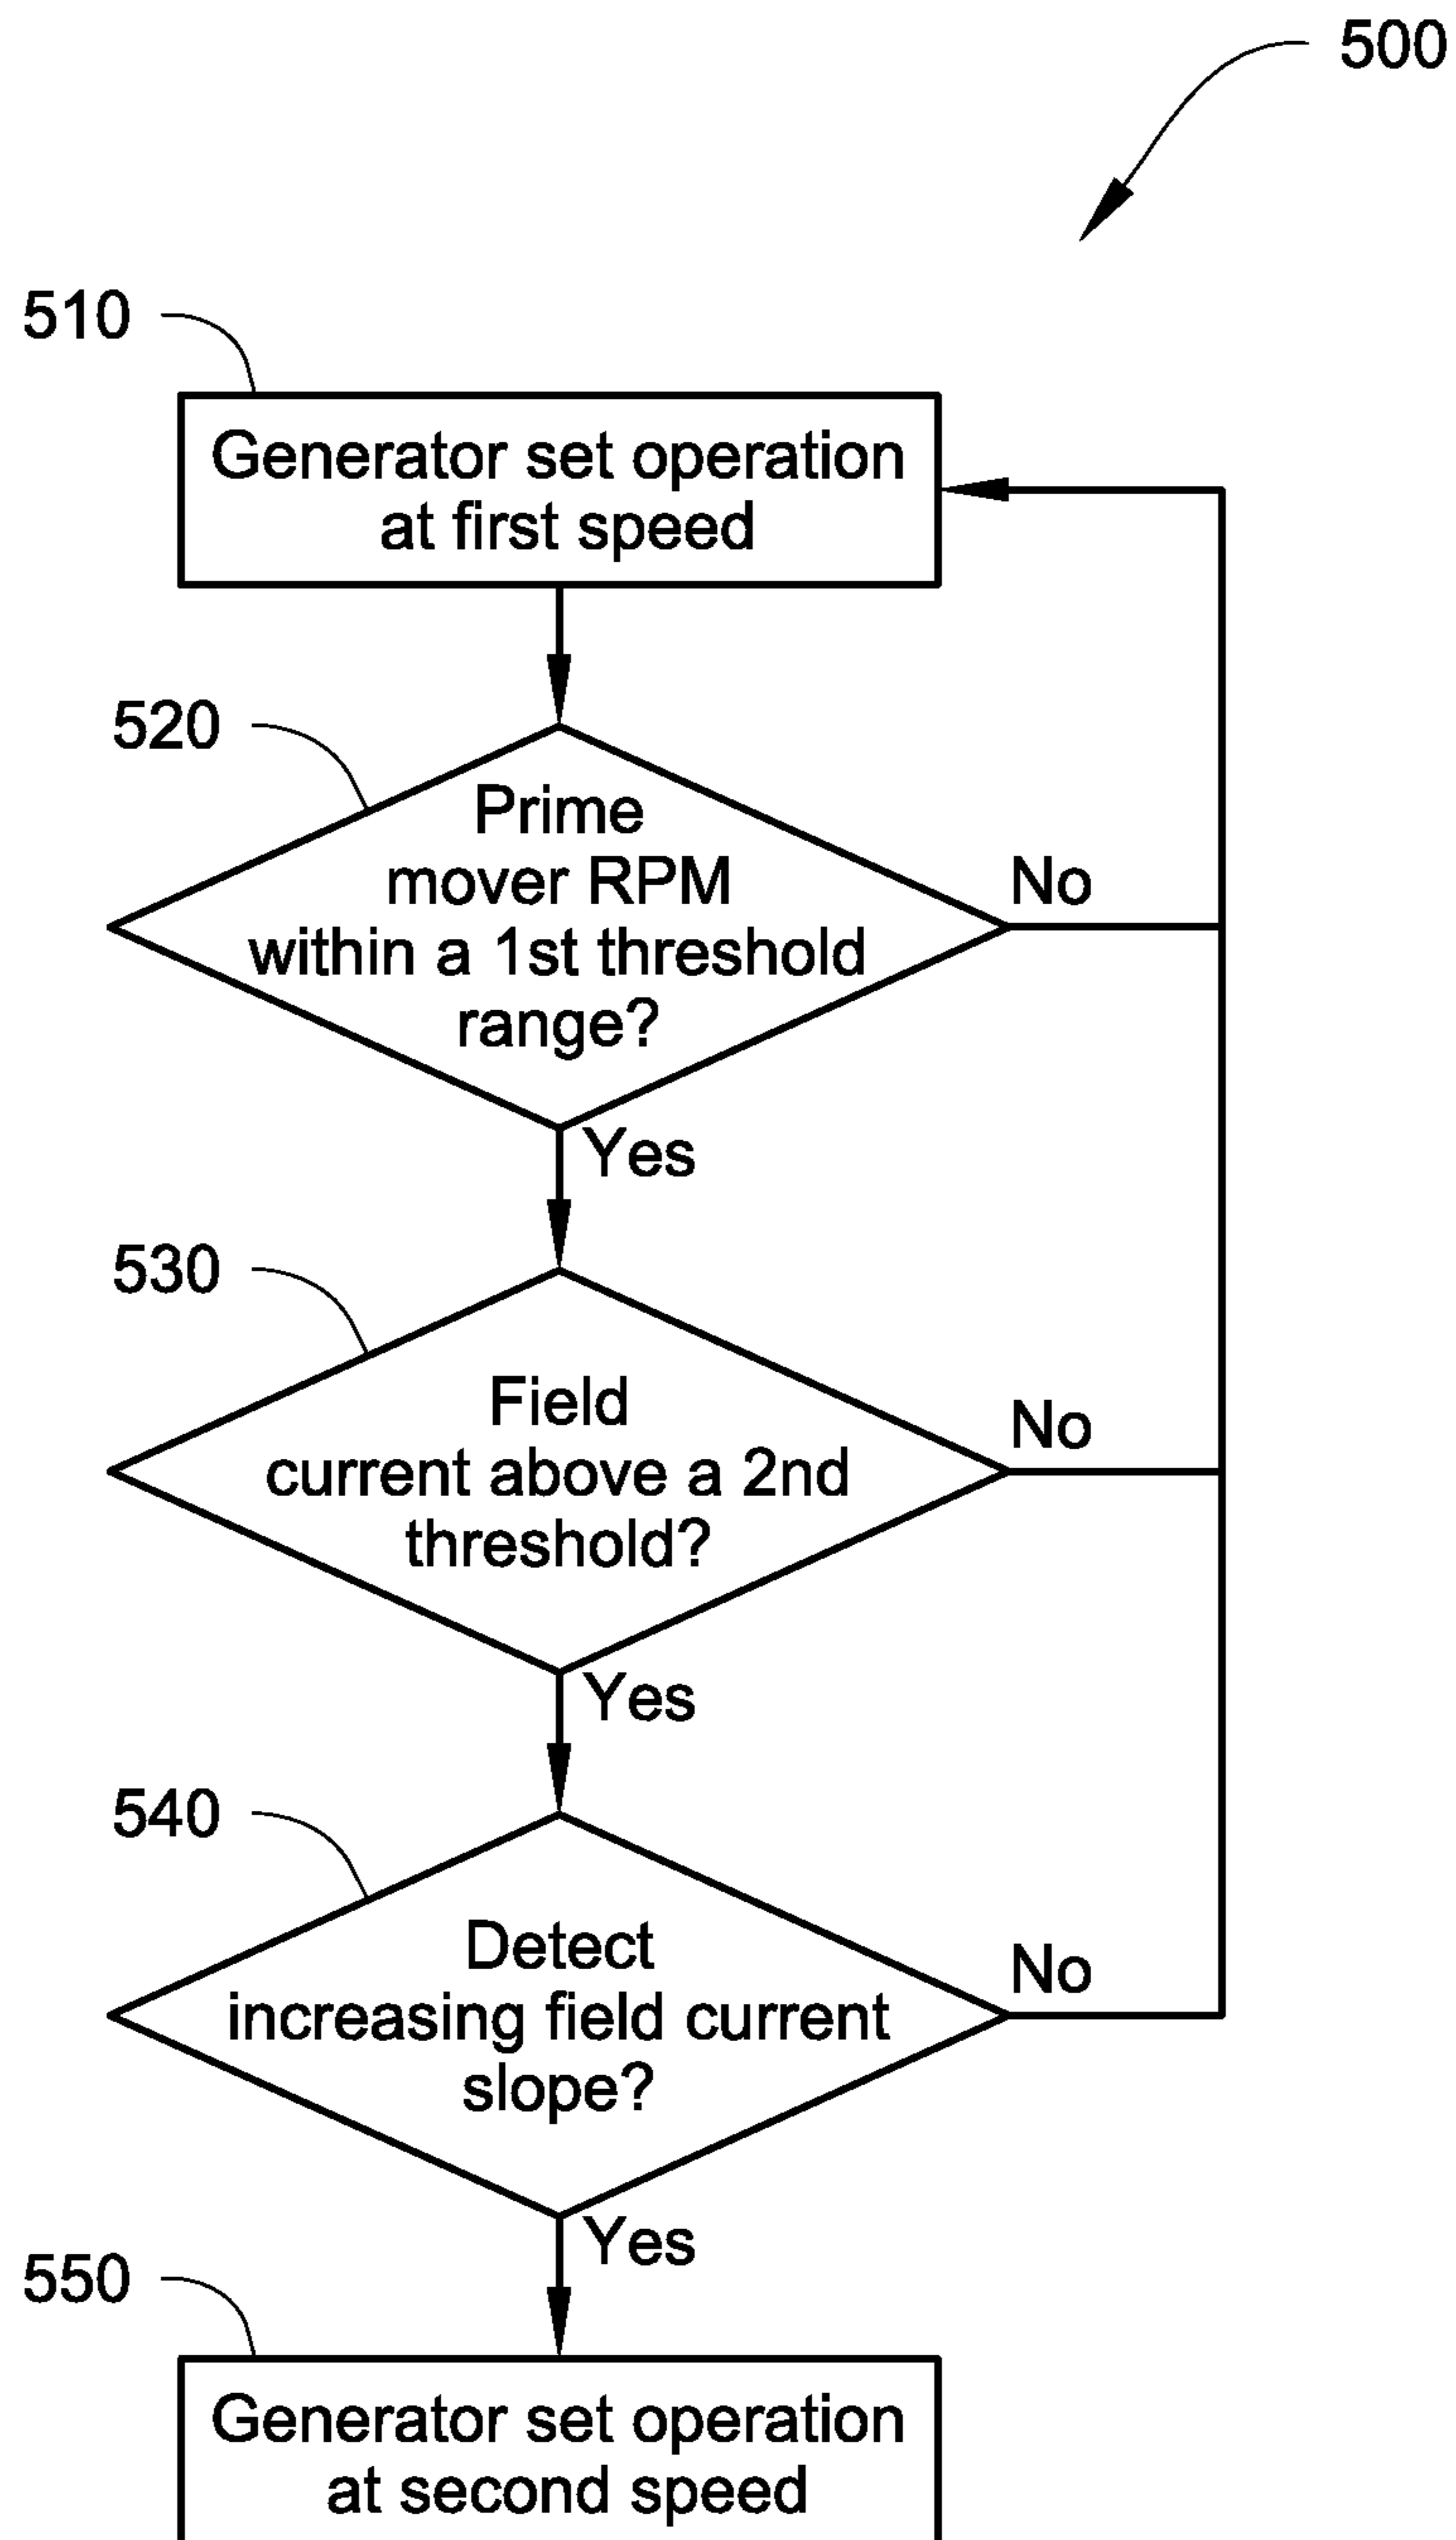 500
510
Generator set operation
at first speed
520
Prime
mover RPM
within a 1st threshold
range?
No
Yes
530
Field
current above a 2nd
threshold?
No
Yes
540
Detect
increasing field current
slope?
No
Yes
550
Generator set operation
at second speed